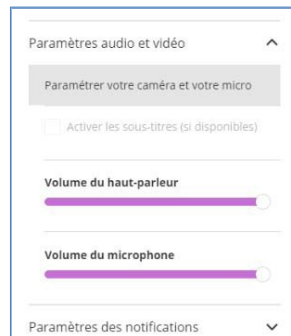 Paramètres audio et vidéo
Paramétrer votre caméra et votre micro
Activer les sous-titres (si disponibles)
Volume du haut-parleur
Volume du microphone
Paramètres des notifications